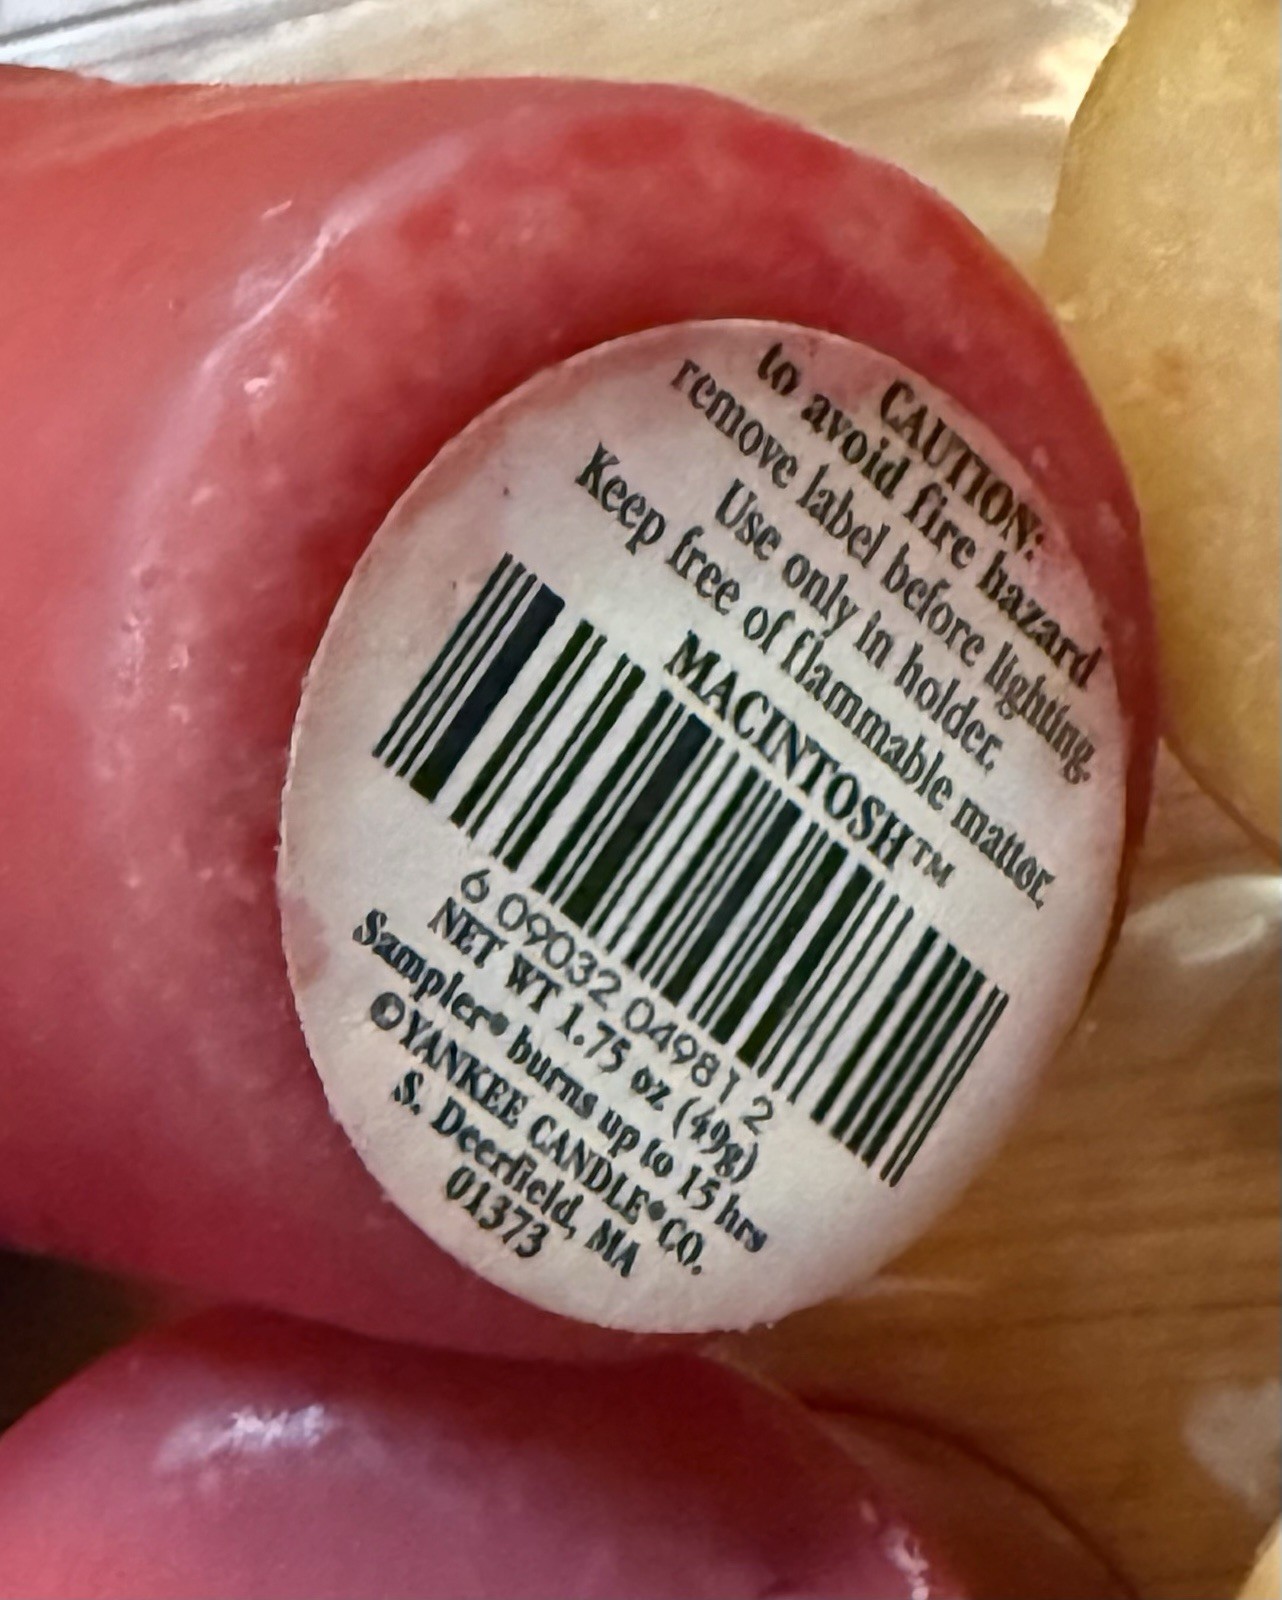 CAUTION:
to avoid fire hazard
remove label before lighting.
Use only in holder.
Keep free of flammable matter.
MACINTOSH™
6 09032 04981 2
NET WT 1.75 oz (49g)
Sampler® burns up to 15 hrs
©YANKEE CANDLE® CO.
S. Deerfield, MA
01373